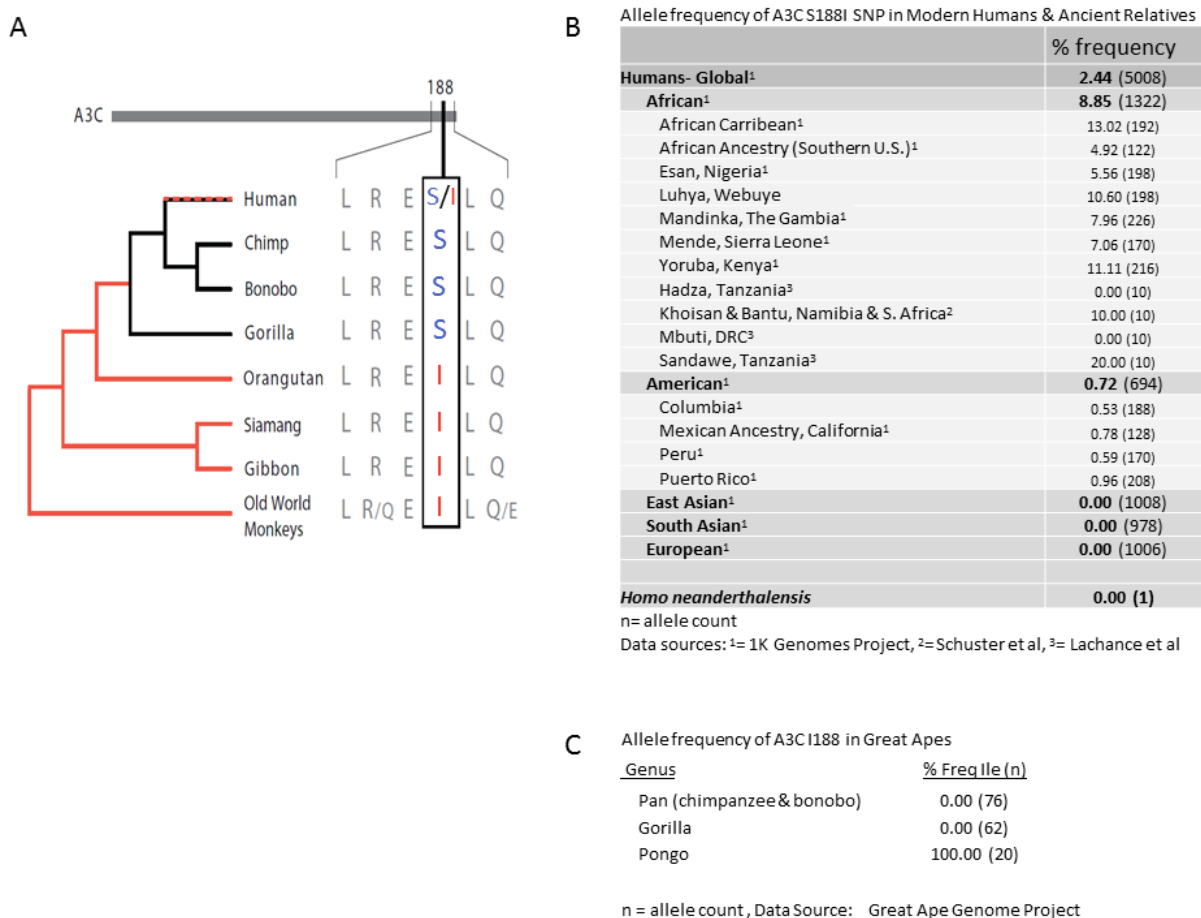 A
188
A3C
Human L R E S/I L Q
Chimp L R E S L Q
Bonobo L R E S L Q
Gorilla L R E S L Q
Orangutan L R E I L Q
Siamang L R E I L Q
Gibbon L R E I L Q
Old World
Monkeys L R/Q E I L Q/E
B
Allele frequency of A3C S188I SNP in Modern Humans & Ancient Relatives
% frequency
Humans- Global¹ 2.44 (5008)
African¹ 8.85 (1322)
African Carribean¹ 13.02 (192)
African Ancestry (Southern U.S.)¹ 4.92 (122)
Esan, Nigeria¹ 5.56 (198)
Luhya, Webuye 10.60 (198)
Mandinka, The Gambia¹ 7.96 (226)
Mende, Sierra Leone¹ 7.06 (170)
Yoruba, Kenya¹ 11.11 (216)
Hadza, Tanzania³ 0.00 (10)
Khoisan & Bantu, Namibia & S. Africa² 10.00 (10)
Mbuti, DRC³ 0.00 (10)
Sandawe, Tanzania³ 20.00 (10)
American¹ 0.72 (694)
Columbia¹ 0.53 (188)
Mexican Ancestry, California¹ 0.78 (128)
Peru¹ 0.59 (170)
Puerto Rico¹ 0.96 (208)
East Asian¹ 0.00 (1008)
South Asian¹ 0.00 (978)
European¹ 0.00 (1006)
Homo neanderthalensis 0.00 (1)
n= allele count
Data sources: ¹= 1K Genomes Project, ²= Schuster et al, ³= Lachance et al
C
Allele frequency of A3C I188 in Great Apes
Genus % Freq Ile (n)
Pan (chimpanzee & bonobo) 0.00 (76)
Gorilla 0.00 (62)
Pongo 100.00 (20)
n = allele count , Data Source: Great Ape Genome Project